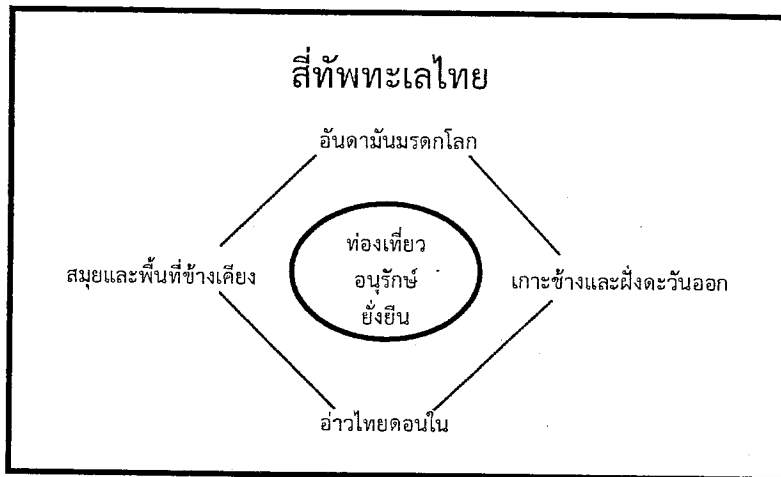 สี่ทัพทะเลไทย
อันดามันมรดกโลก
ท่องเที่ยว
อนุรักษ์
ยั่งยืน
สมุยและพื้นที่ข้างเคียง
เกาะช้างและฝั่งตะวันออก
อ่าวไทยตอนใน